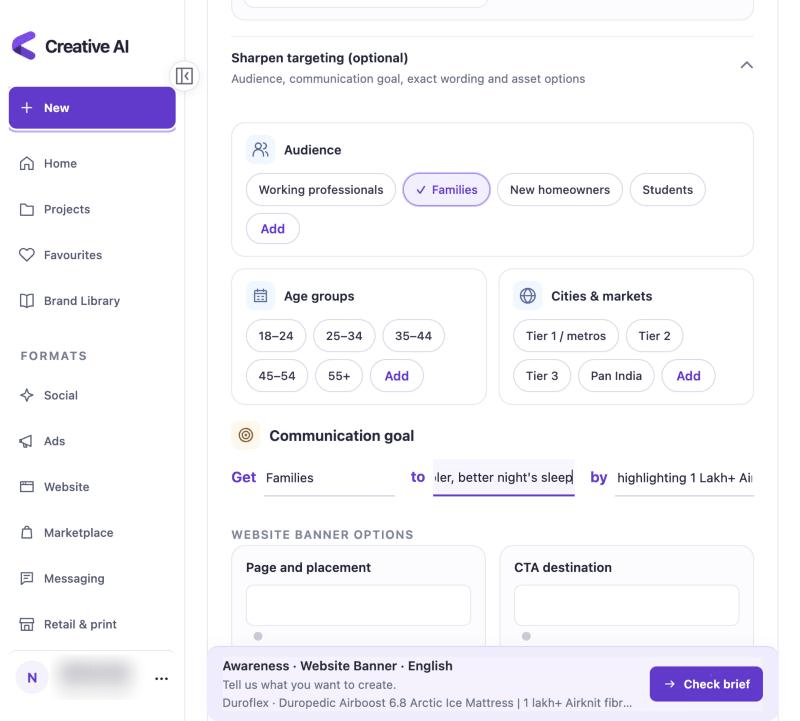 Creative AI
New
Home
Projects
Favourites
Brand Library
FORMATS
Social
Ads
Website
Marketplace
Messaging
Retail & print
N
Sharpen targeting (optional)
Audience, communication goal, exact wording and asset options
Audience
Working professionals Families New homeowners Students
Add
Age groups
18–24 25–34 35–44
45–54 55+ Add
Cities & markets
Tier 1 / metros Tier 2
Tier 3 Pan India Add
Communication goal
Get Families to better night's sleep by highlighting 1 Lakh+
WEBSITE BANNER OPTIONS
Page and placement
CTA destination
Awareness · Website Banner · English
Tell us what you want to create.
Duroflex · Duropedic Airboost 6.8 Arctic Ice Mattress | 1 lakh+ Airknit fibr...
Check brief